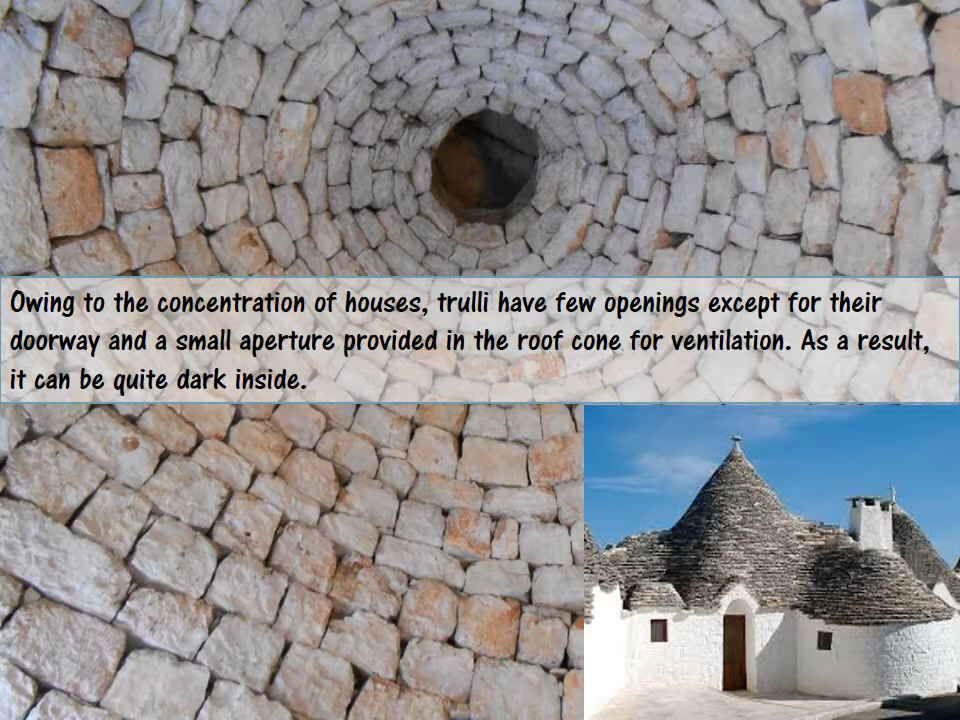 Owing to the concentration of houses, trulli have few openings except for their
doorway and a small aperture provided in the roof cone for ventilation. As a result,
it can be quite dark inside.